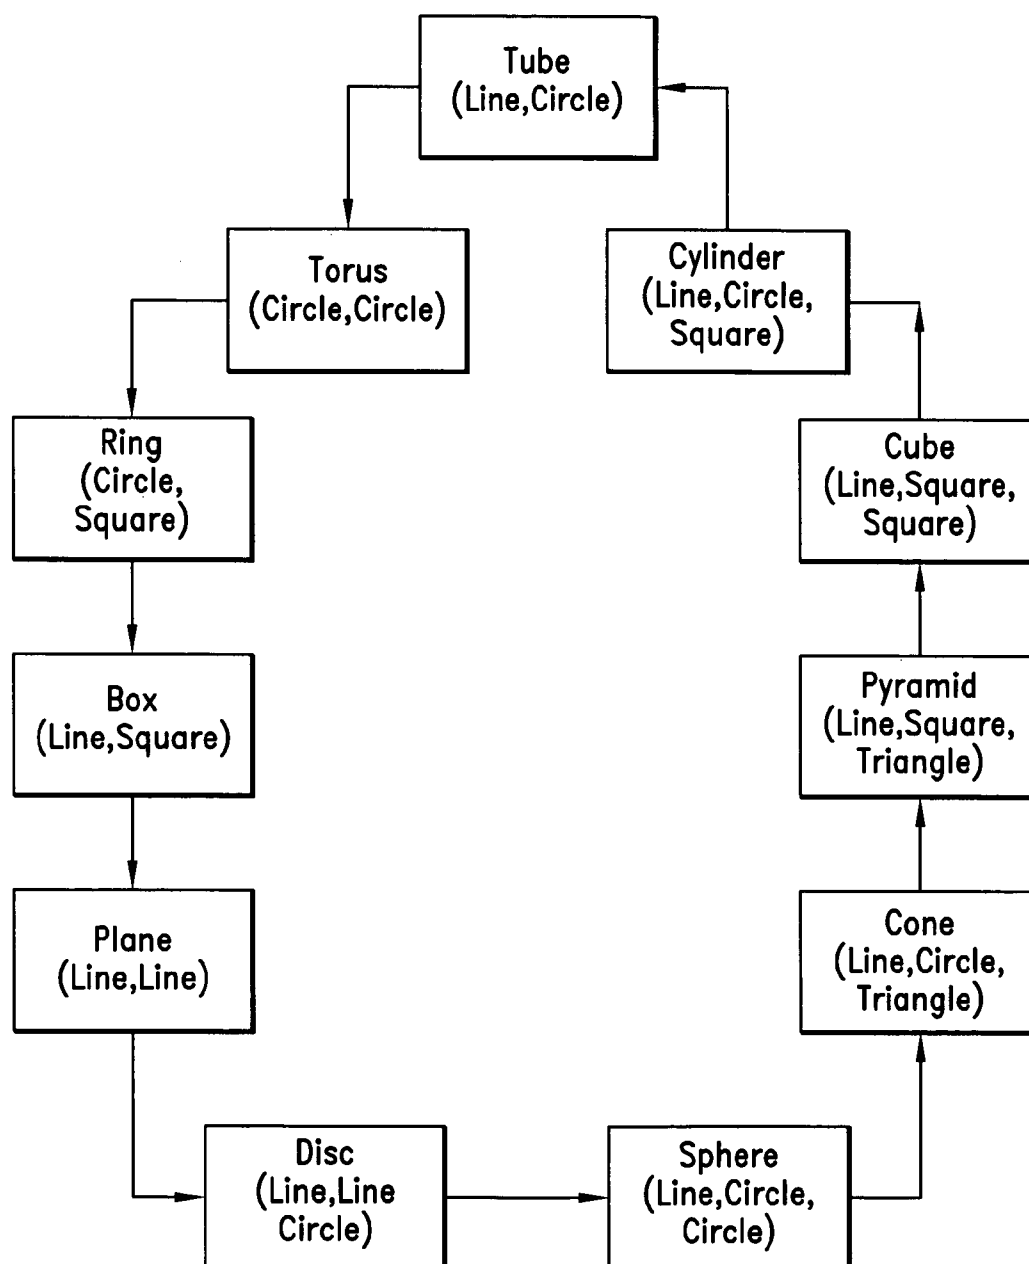 Tube
(Line,Circle)
Torus
(Circle,Circle)
Cylinder
(Line,Circle,
Square)
Ring
(Circle,
Square)
Cube
(Line,Square,
Square)
Box
(Line,Square)
Pyramid
(Line,Square,
Triangle)
Plane
(Line,Line)
Cone
(Line,Circle,
Triangle)
Disc
(Line,Line
Circle)
Sphere
(Line,Circle,
Circle)